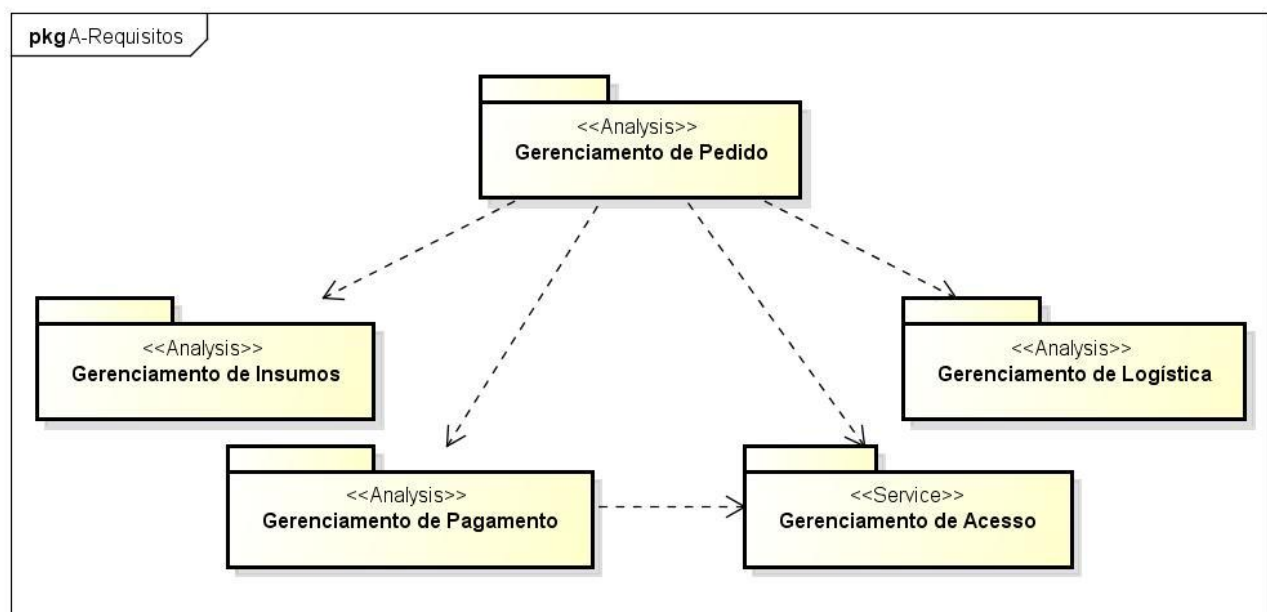 pkg A-Requisitos
<<Analysis>>
Gerenciamento de Pedido
<<Analysis>>
Gerenciamento de Insumos
<<Analysis>>
Gerenciamento de Logística
<<Analysis>>
Gerenciamento de Pagamento
<<Service>>
Gerenciamento de Acesso